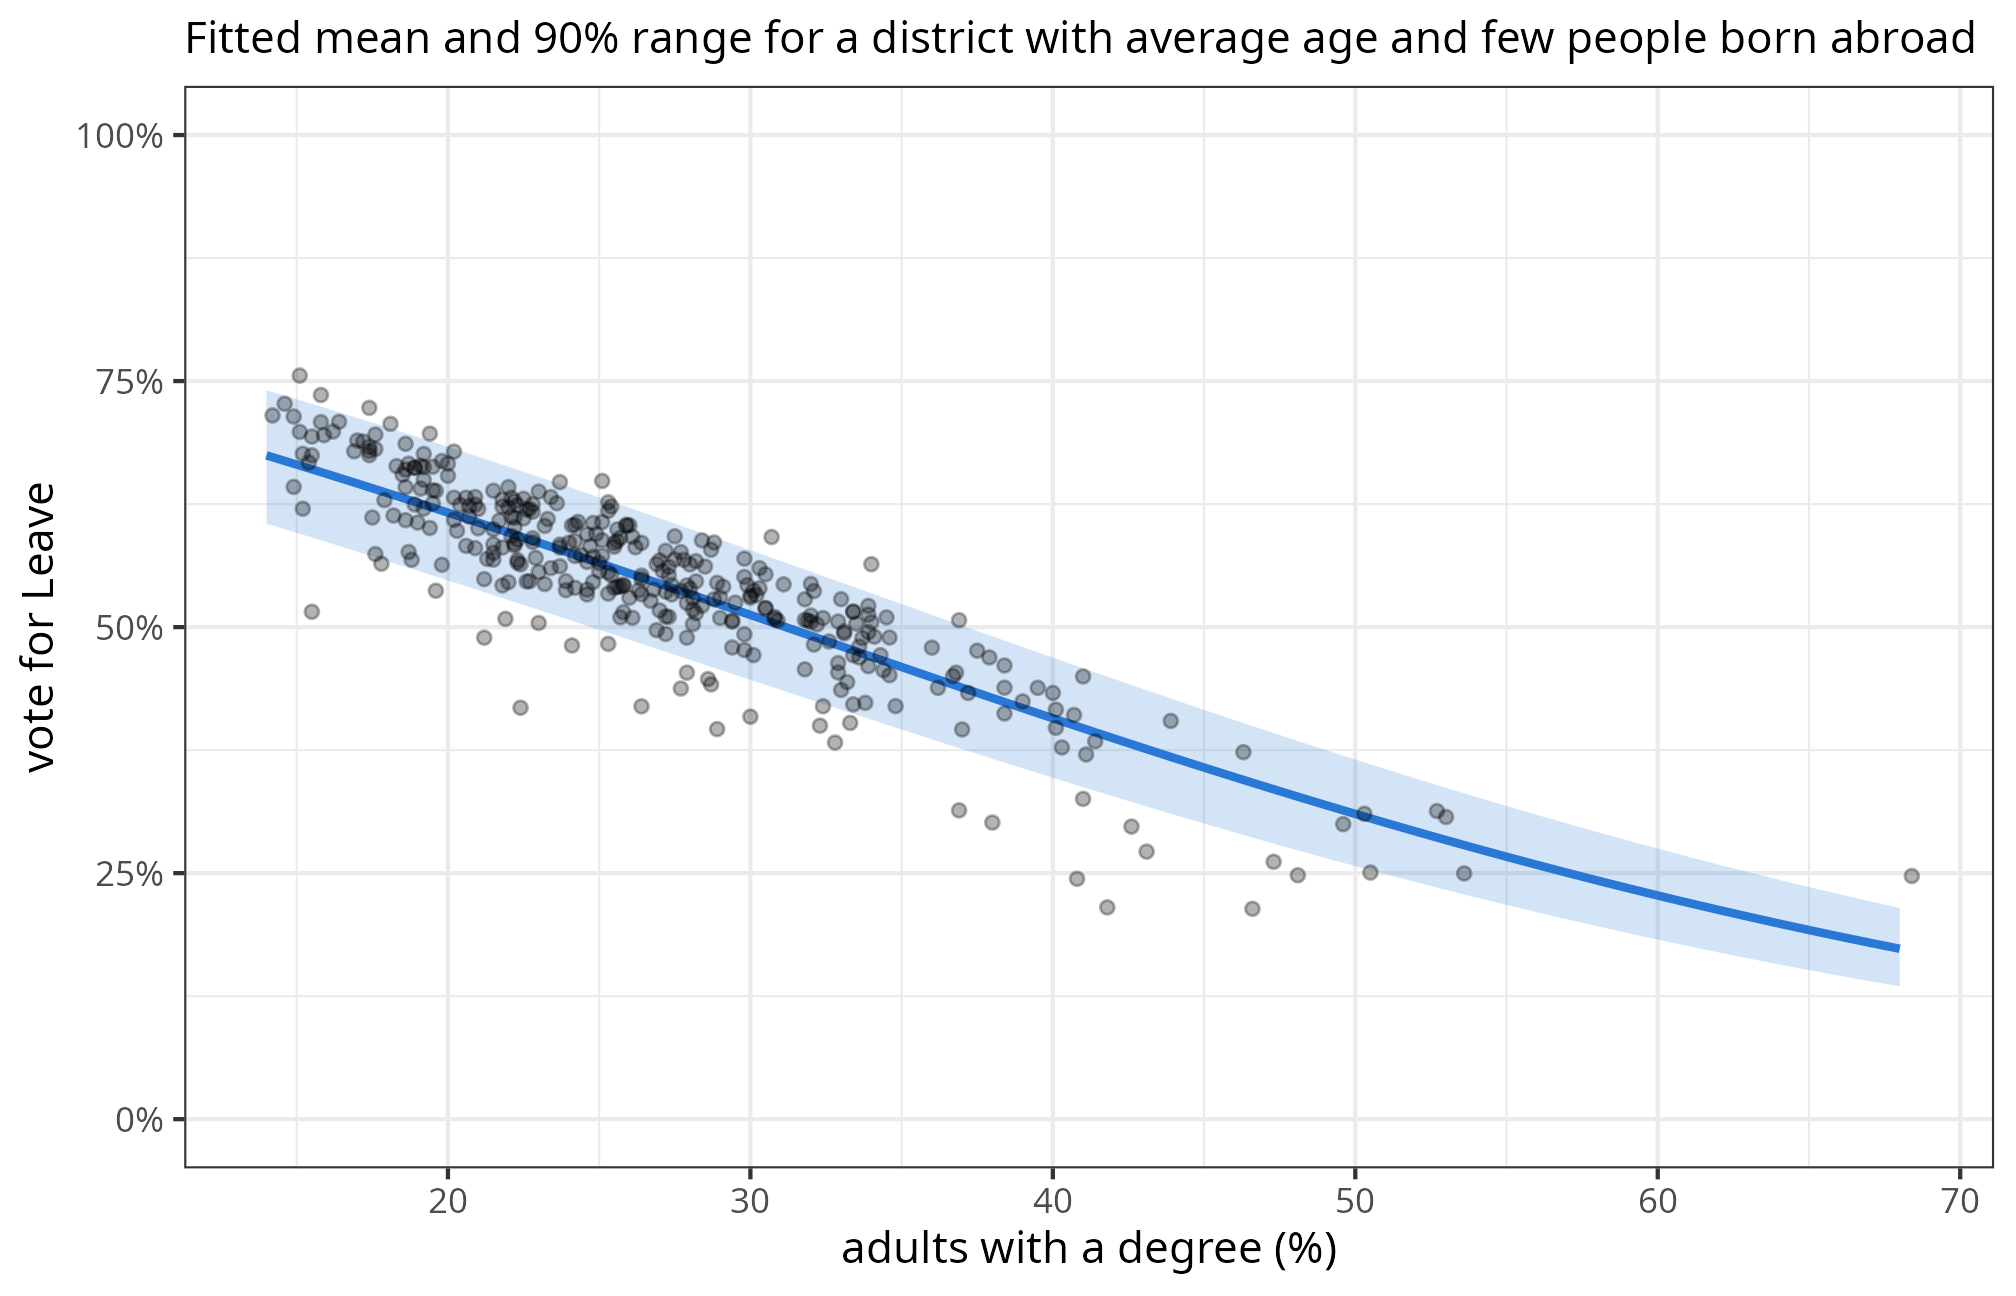 Fitted mean and 90% range for a district with average age and few people born abroad
100%
75%
50%
25%
0%
vote for Leave
20 30 40 50 60 70
adults with a degree (%)